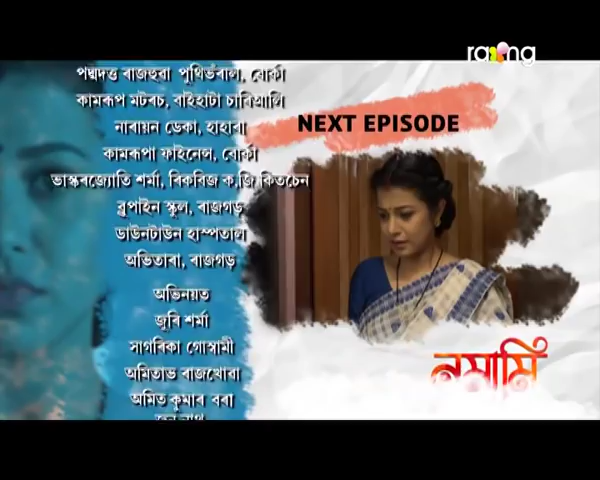 rang
পদ্মদত্ত ৰাজহুৱা পুথিভঁৰাল, বোৰ্কা
কামৰূপ মটৰচ, বাইহাটা চাৰিআলি
নাৰায়ন ডেকা, হাহাৰা
কামৰূপা ফাইনেন্স, বোৰ্কা
ভাস্কৰজ্যোতি শৰ্মা, ৰিকৰিজ ক.জি কিতচেন
ব্লুপাইন স্কুল, ৰাজগড়
ডাউনটাউন হাস্পতাল
অভিতাৰা, ৰাজগড়
অভিনয়ত
জুৰি শৰ্মা
সাগৰিকা গোস্বামী
অমিতাভ ৰাজখোৱা
অমিত কুমাৰ বৰা
NEXT EPISODE
নমামি